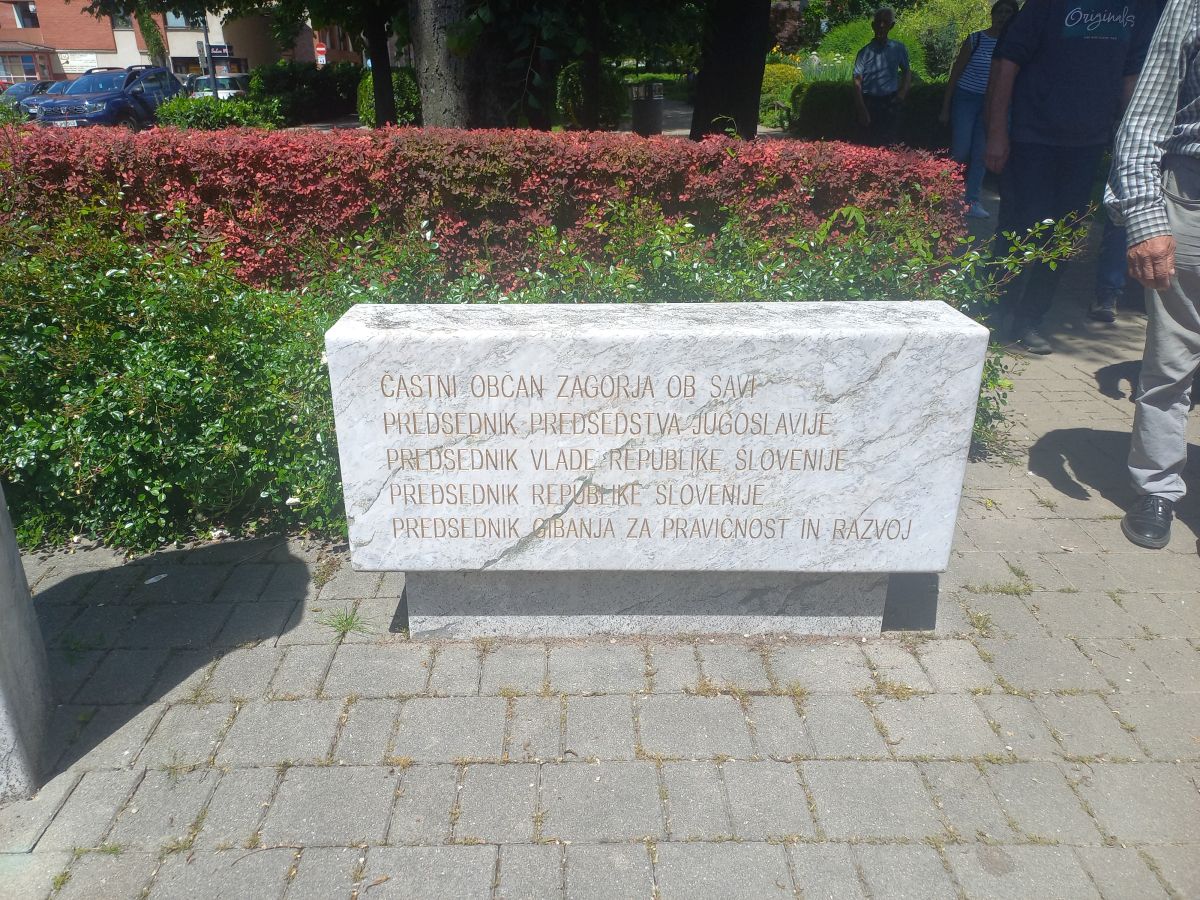 Originals
ČASTNI OBČAN ZAGORJA OB SAVI
PREDSEDNIK PREDSEDSTVA JUGOSLAVIJE
PREDSEDNIK VLADE REPUBLIKE SLOVENIJE
PREDSEDNIK REPUBLIKE SLOVENIJE
PREDSEDNIK GIBANJA ZA PRAVIČNOST IN RAZVOJ